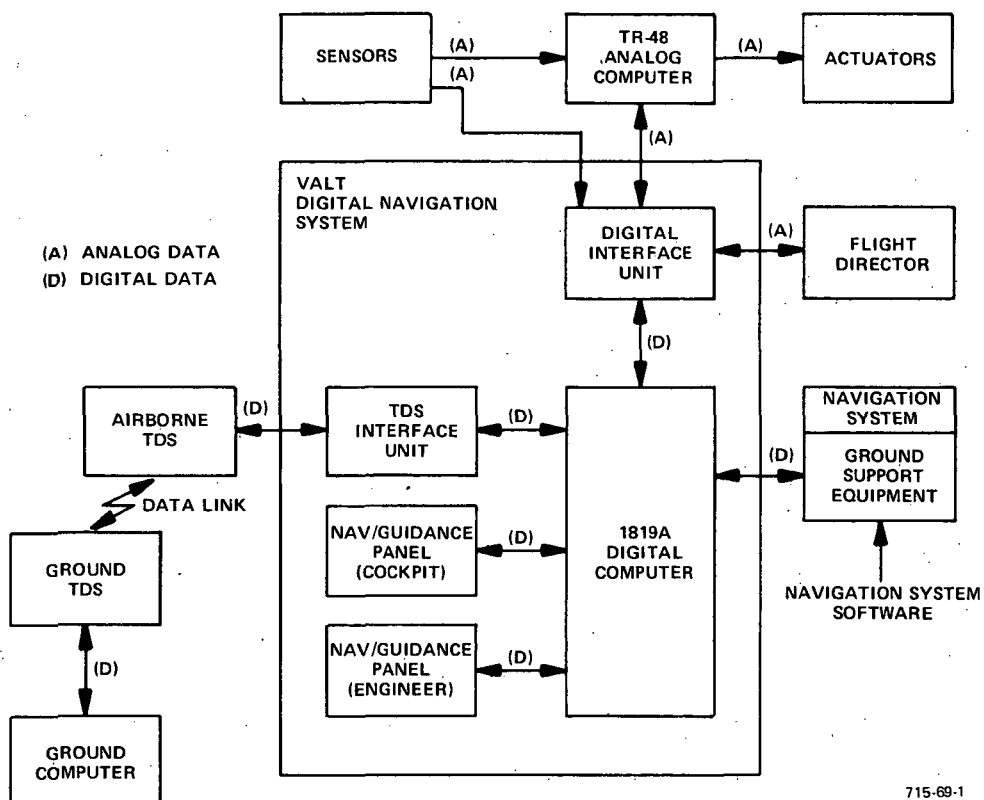 SENSORS
(A)
(A)
TR-48
ANALOG
COMPUTER
(A)
ACTUATORS
(A)
VALT
DIGITAL NAVIGATION
SYSTEM
(A) ANALOG DATA
(D) DIGITAL DATA
DIGITAL
INTERFACE
UNIT
(A)
FLIGHT
DIRECTOR
(D)
AIRBORNE
TDS
(D)
TDS
INTERFACE
UNIT
(D)
NAVIGATION
SYSTEM
GROUND
SUPPORT
EQUIPMENT
(D)
DATA LINK
NAV/GUIDANCE
PANEL
(COCKPIT)
(D)
1819A
DIGITAL
COMPUTER
GROUND
TDS
NAVIGATION SYSTEM
SOFTWARE
(D)
NAV/GUIDANCE
PANEL
(ENGINEER)
(D)
GROUND
COMPUTER
715-69-1